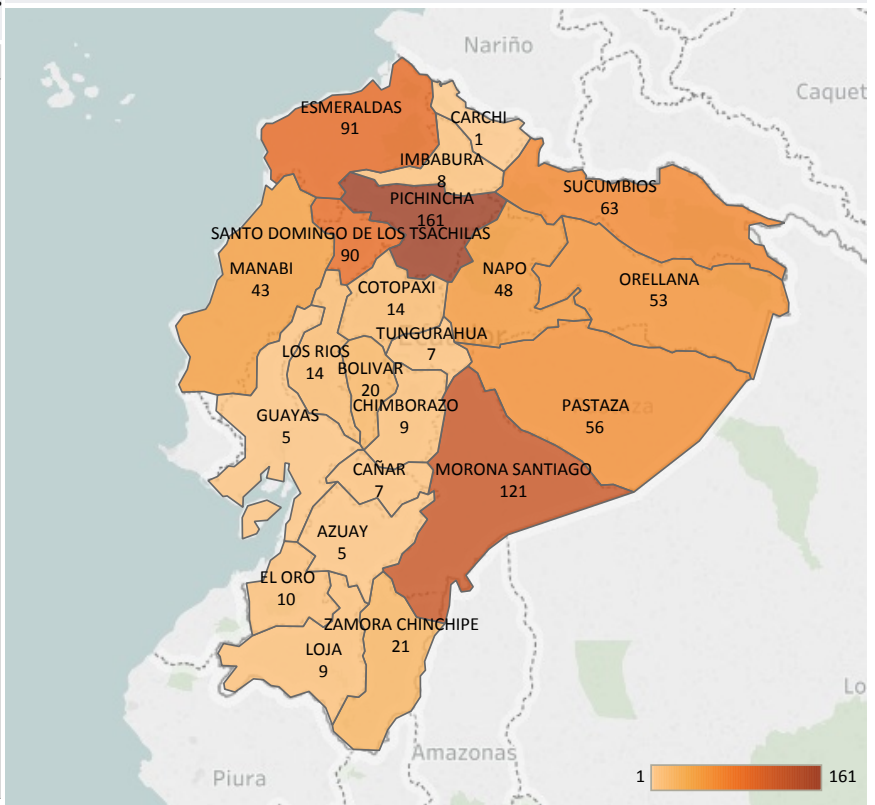 Nariño
Caquet
ESMERALDAS
91
CARCHI
1
IMBABURA
8
SUCUMBIOS
63
PICHINCHA
161
SANTO DOMINGO DE LOS TSACHILAS
90
MANABI
43
NAPO
48
ORELLANA
53
COTOPAXI
14
TUNGURAHUA
7
Ecuador
LOS RIOS
14
BOLIVAR
20
CHIMBORAZO
9
GUAYAS
5
PASTAZA
56
CAÑAR
7
MORONA SANTIAGO
121
AZUAY
5
EL ORO
10
ZAMORA CHINCHIPE
21
LOJA
9
Lo
Amazonas
Piura
1
161